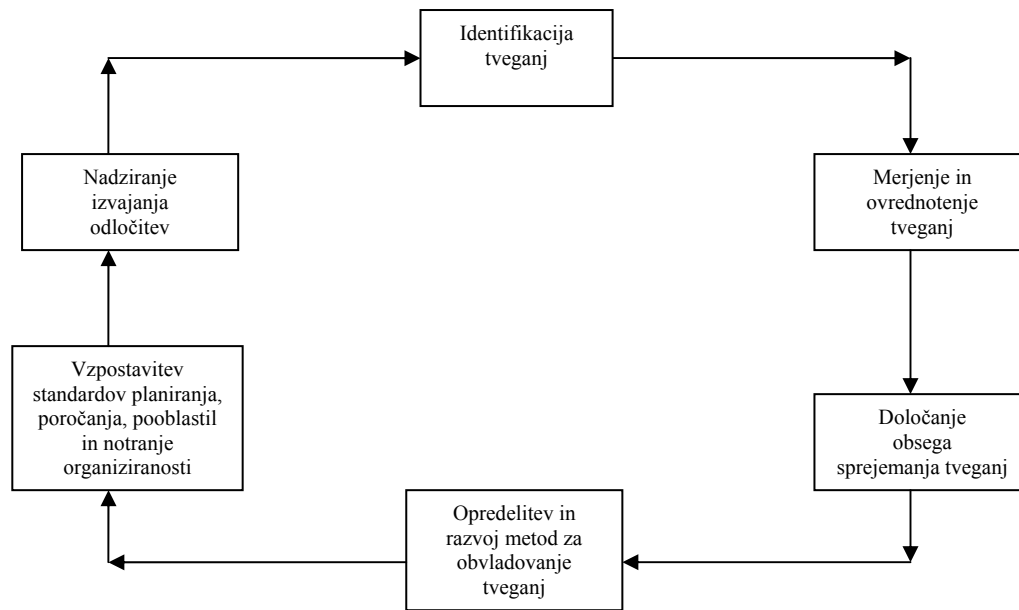 Identifikacija
tveganj
Merjenje in
ovrednotenje
tveganj
Določanje
obsega
sprejemanja tveganj
Opredelitev in
razvoj metod za
obvladovanje
tveganj
Vzpostavitev
standardov planiranja,
poročanja, pooblastil
in notranje
organiziranosti
Nadziranje
izvajanja
odločitev